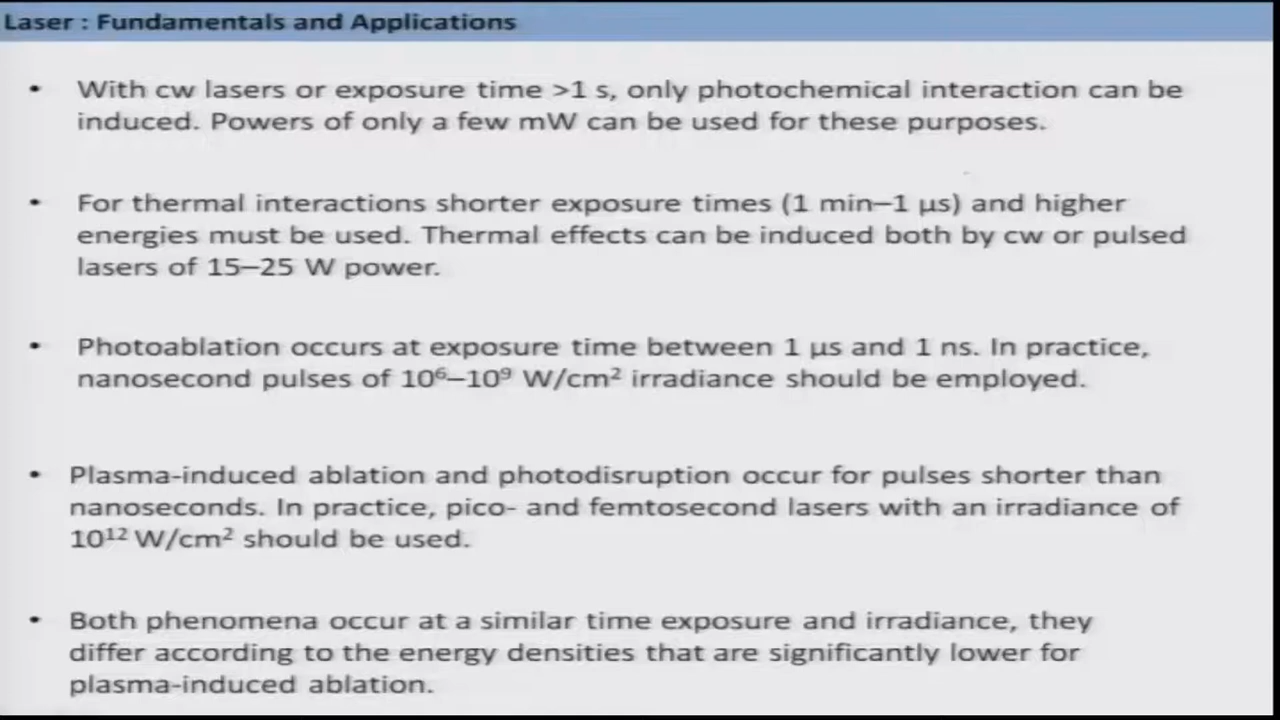 Laser : Fundamentals and Applications
• With cw lasers or exposure time >1 s, only photochemical interaction can be
induced. Powers of only a few mW can be used for these purposes.
• For thermal interactions shorter exposure times (1 min–1 µs) and higher
energies must be used. Thermal effects can be induced both by cw or pulsed
lasers of 15–25 W power.
• Photoablation occurs at exposure time between 1 µs and 1 ns. In practice,
nanosecond pulses of 10⁶–10⁹ W/cm² irradiance should be employed.
• Plasma-induced ablation and photodisruption occur for pulses shorter than
nanoseconds. In practice, pico- and femtosecond lasers with an irradiance of
10¹² W/cm² should be used.
• Both phenomena occur at a similar time exposure and irradiance, they
differ according to the energy densities that are significantly lower for
plasma-induced ablation.